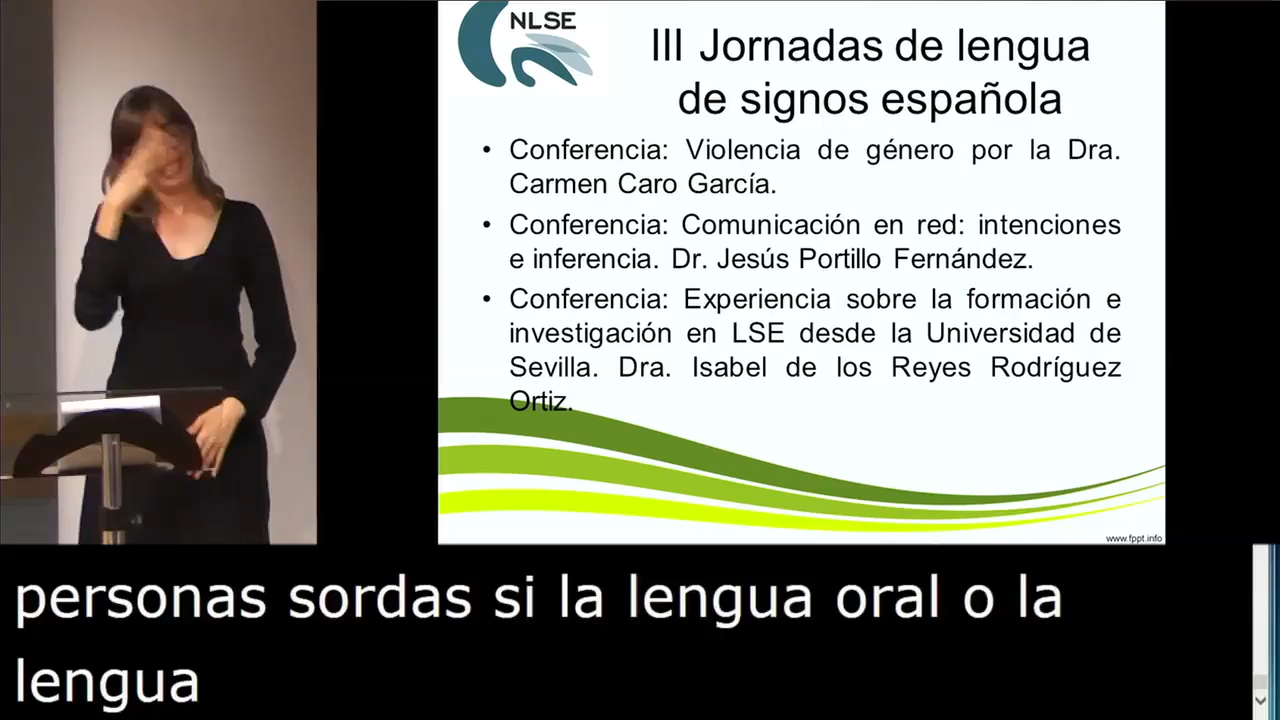 NLSE
III Jornadas de lengua
de signos española
• Conferencia: Violencia de género por la Dra.
Carmen Caro García.
• Conferencia: Comunicación en red: intenciones
e inferencia. Dr. Jesús Portillo Fernández.
• Conferencia: Experiencia sobre la formación e
investigación en LSE desde la Universidad de
Sevilla. Dra. Isabel de los Reyes Rodríguez
Ortiz.
www.fppt.info
personas sordas si la lengua oral o la
lengua